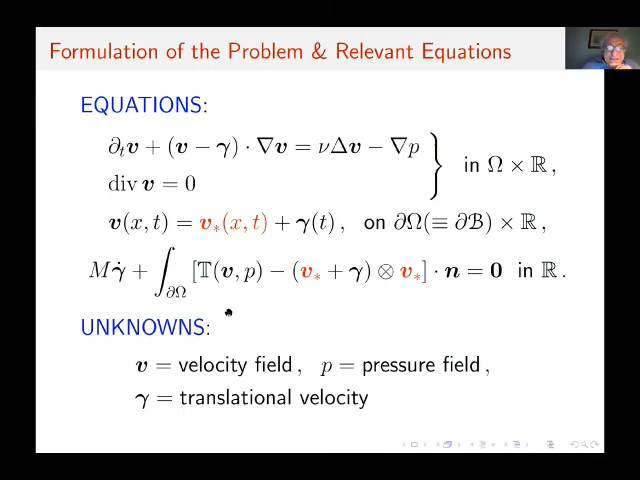 Formulation of the Problem & Relevant Equations
EQUATIONS:
∂ₜv + (v − γ) · ∇v = νΔv − ∇p
div v = 0
} in Ω × ℝ ,
v(x, t) = v∗(x, t) + γ(t) , on ∂Ω(≡ ∂ℬ) × ℝ ,
Mγ̇ + ∫_∂Ω [𝕋(v, p) − (v∗ + γ) ⊗ v∗] · n = 0 in ℝ .
UNKNOWNS:
v = velocity field , p = pressure field ,
γ = translational velocity